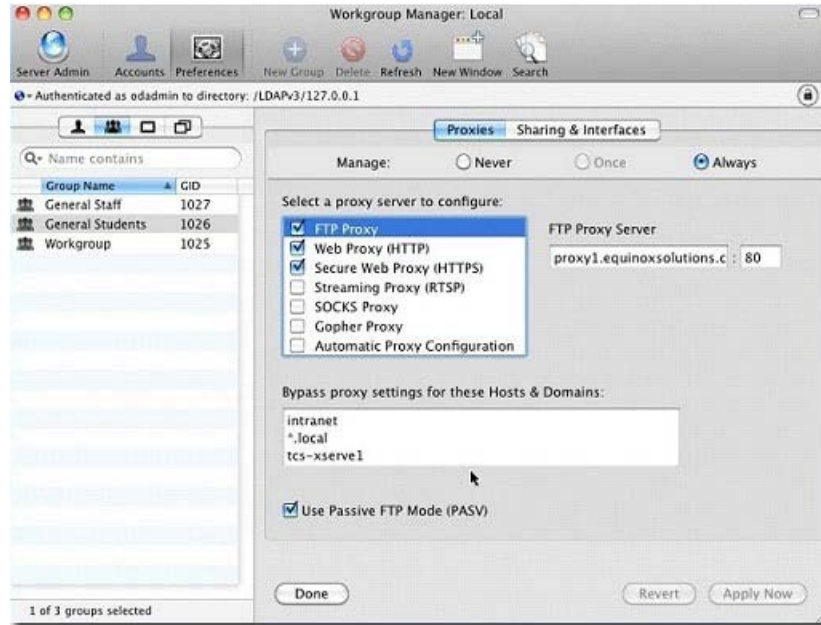 Workgroup Manager: Local
Server Admin Accounts Preferences New Group Delete Refresh New Window Search
Authenticated as odadmin to directory: /LDAPv3/127.0.0.1
Proxies Sharing & Interfaces
Name contains
Manage: Never Once Always
Group Name GID
General Staff 1027
General Students 1026
Workgroup 1025
Select a proxy server to configure:
FTP Proxy
Web Proxy (HTTP)
Secure Web Proxy (HTTPS)
Streaming Proxy (RTSP)
SOCKS Proxy
Gopher Proxy
Automatic Proxy Configuration
FTP Proxy Server
proxy1.equinoxsolutions.c : 80
Bypass proxy settings for these Hosts & Domains:
intranet
*.local
tcs-xserve1
Use Passive FTP Mode (PASV)
Done Revert Apply Now
1 of 3 groups selected